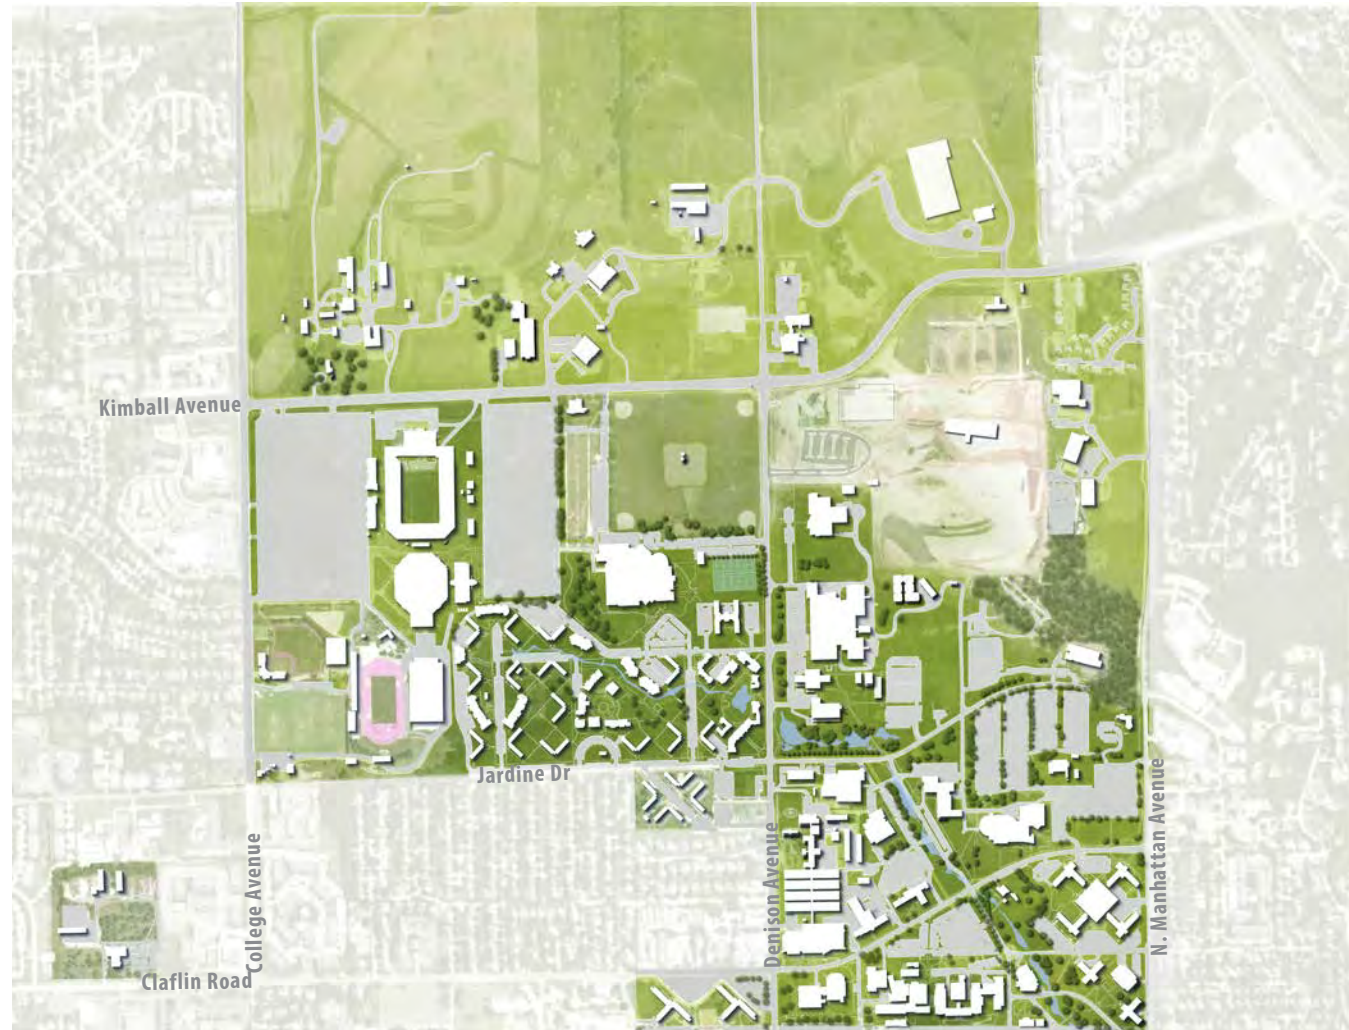 Kimball Avenue
Jardine Dr
College Avenue
Denison Avenue
N. Manhattan Avenue
Claflin Road